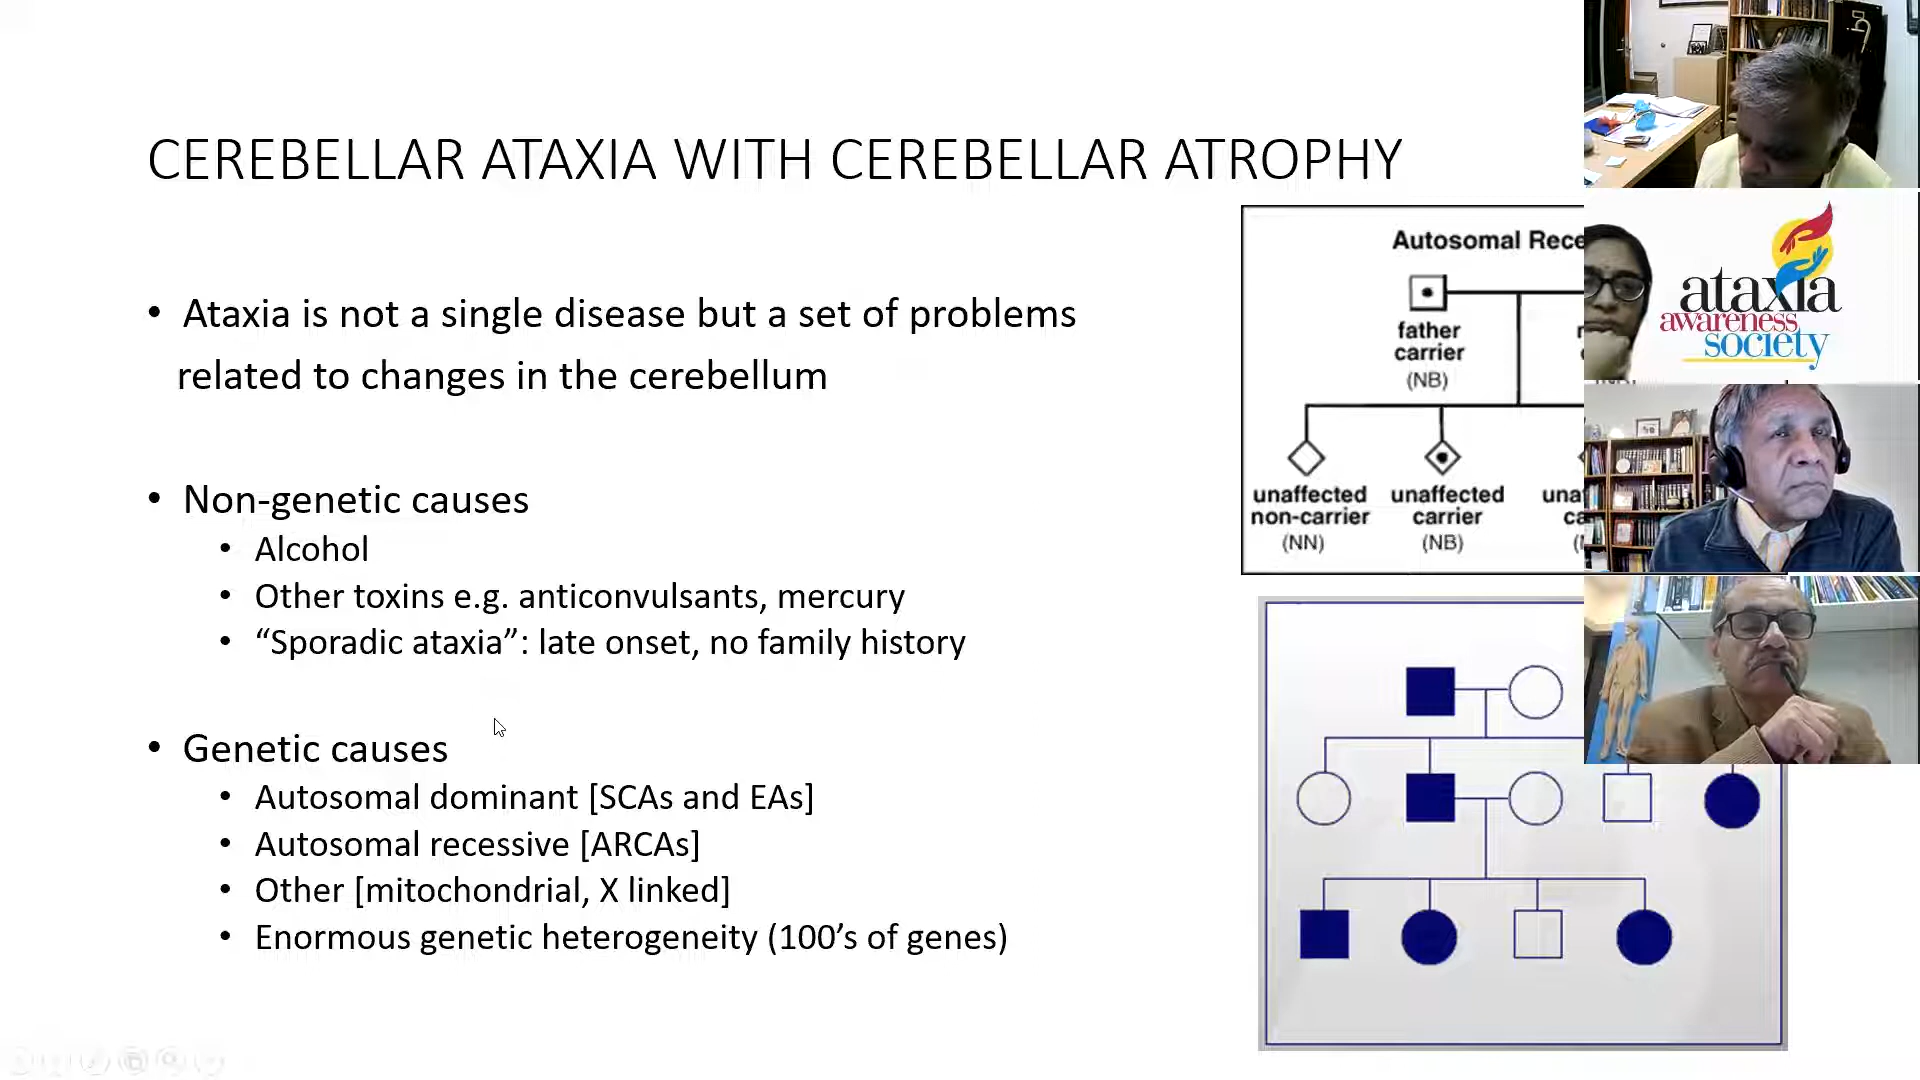 CEREBELLAR ATAXIA WITH CEREBELLAR ATROPHY
• Ataxia is not a single disease but a set of problems
related to changes in the cerebellum
• Non-genetic causes
• Alcohol
• Other toxins e.g. anticonvulsants, mercury
• “Sporadic ataxia”: late onset, no family history
• Genetic causes
• Autosomal dominant [SCAs and EAs]
• Autosomal recessive [ARCAs]
• Other [mitochondrial, X linked]
• Enormous genetic heterogeneity (100’s of genes)
Autosomal
father
carrier
(NB)
unaffected
non-carrier
(NN)
unaffected
carrier
(NB)
ataxia
awareness
society